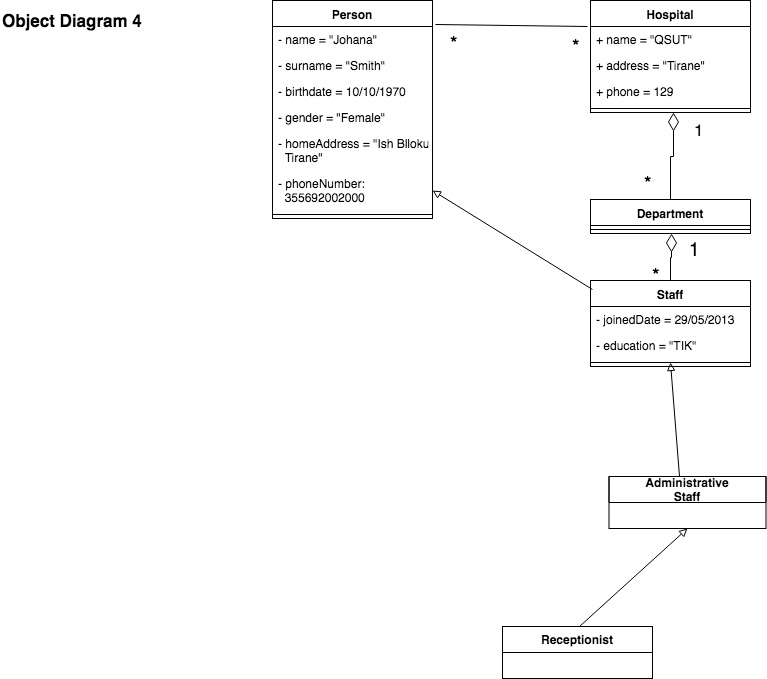 Object Diagram 4
Person
- name = "Johana"
- surname = "Smith"
- birthdate = 10/10/1970
- gender = "Female"
- homeAddress = "Ish Blloku
Tirane"
- phoneNumber:
355692002000
*
*
Hospital
+ name = "QSUT"
+ address = "Tirane"
+ phone = 129
1
*
Department
1
*
Staff
- joinedDate = 29/05/2013
- education = "TIK"
Administrative
Staff
Receptionist